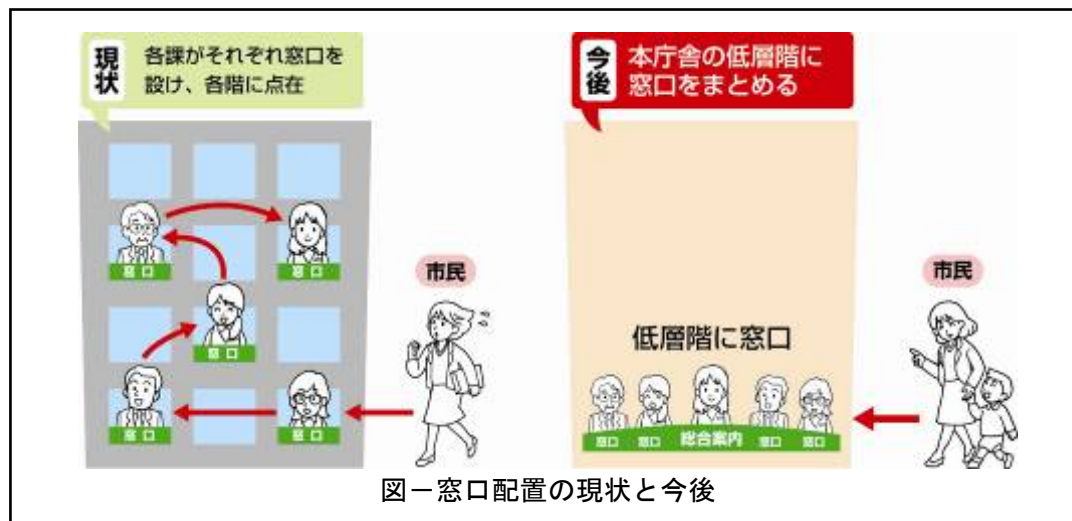 現状
各課がそれぞれ窓口を
設け、各階に点在
窓口
窓口
窓口
窓口
窓口
市民
今後
本庁舎の低層階に
窓口をまとめる
低層階に窓口
窓口 窓口 総合案内 窓口 窓口
市民
図－窓口配置の現状と今後